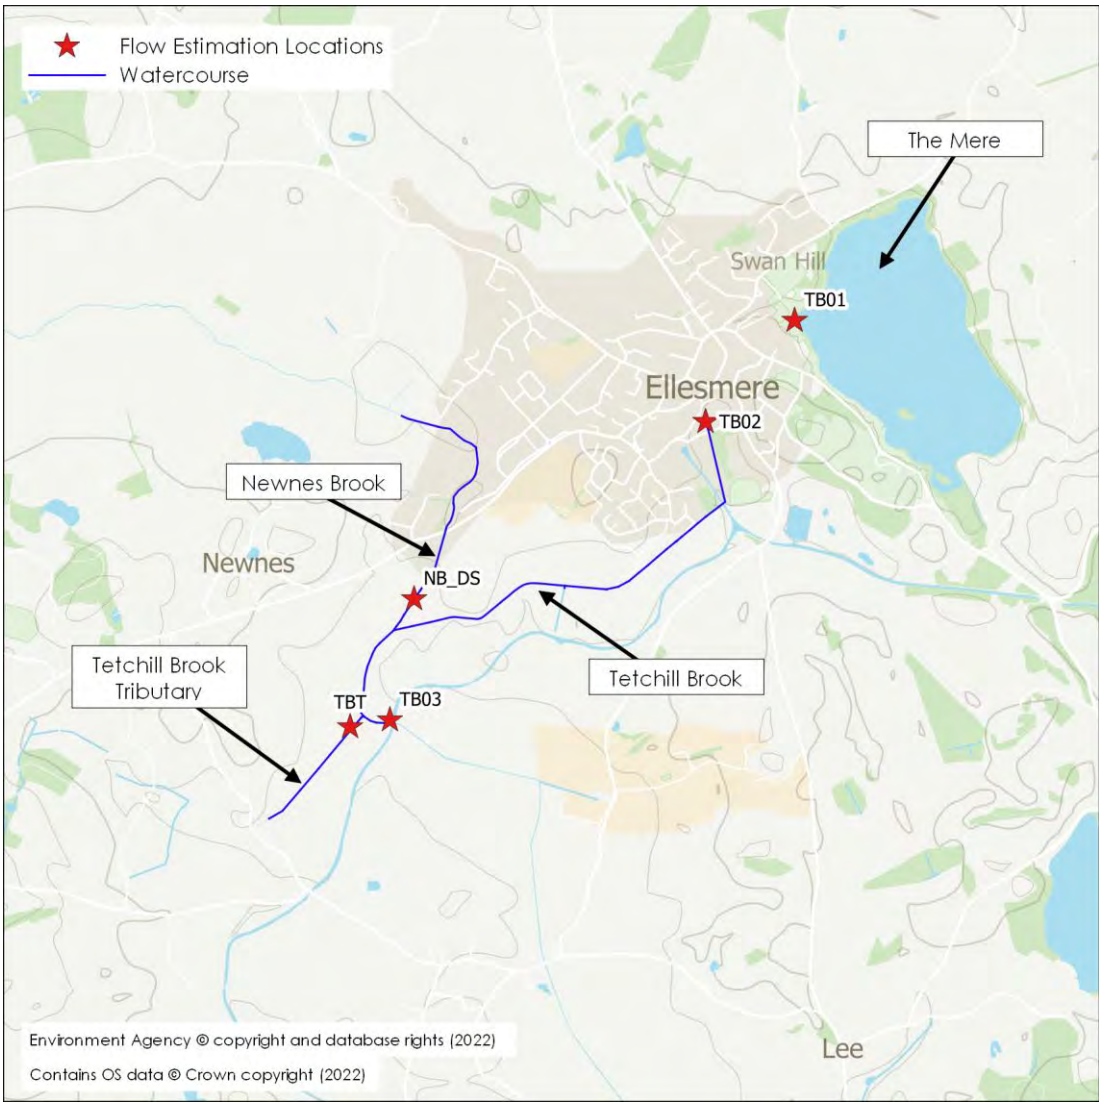 Flow Estimation Locations
Watercourse
The Mere
Swan Hill
TB01
Ellesmere
TB02
Newnes Brook
Newnes
NB_DS
Tetchill Brook
Tributary
Tetchill Brook
TBT
TB03
Environment Agency © copyright and database rights (2022)
Lee
Contains OS data © Crown copyright (2022)